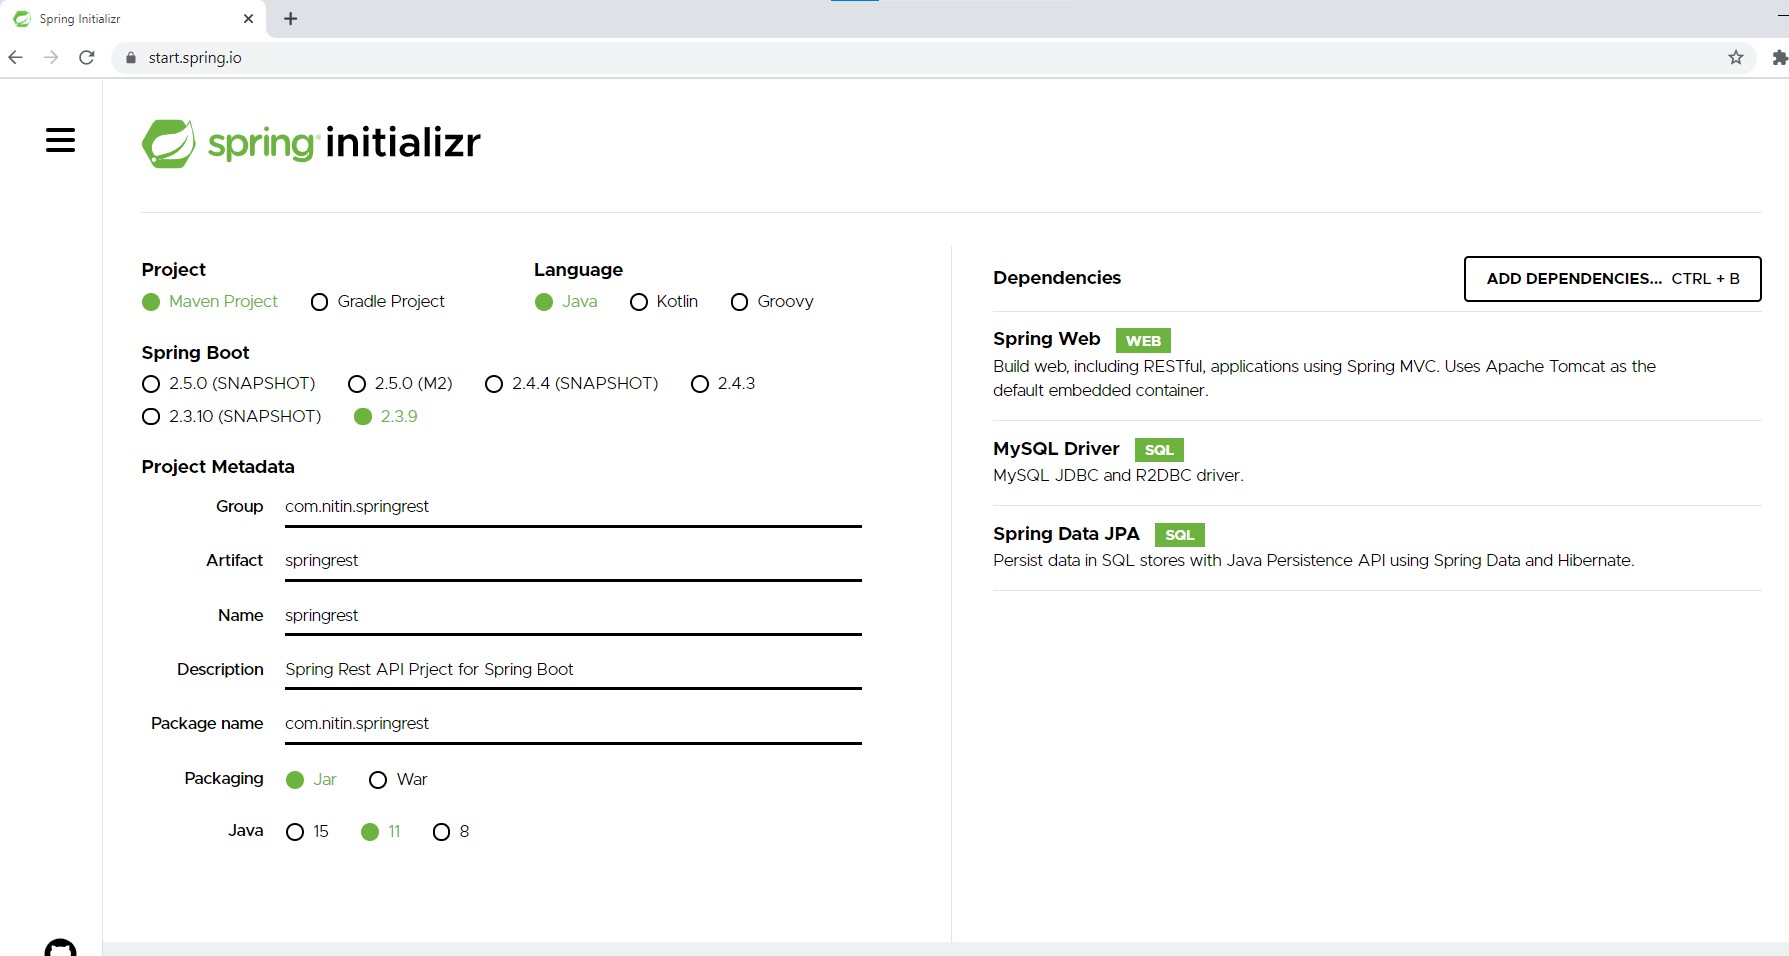 Spring Initializr
start.spring.io
spring initializr
Project
Maven Project Gradle Project
Language
Java Kotlin Groovy
Spring Boot
2.5.0 (SNAPSHOT) 2.5.0 (M2) 2.4.4 (SNAPSHOT) 2.4.3
2.3.10 (SNAPSHOT) 2.3.9
Project Metadata
Group com.nitin.springrest
Artifact springrest
Name springrest
Description Spring Rest API Prject for Spring Boot
Package name com.nitin.springrest
Packaging Jar War
Java 15 11 8
Dependencies ADD DEPENDENCIES... CTRL + B
Spring Web WEB
Build web, including RESTful, applications using Spring MVC. Uses Apache Tomcat as the
default embedded container.
MySQL Driver SQL
MySQL JDBC and R2DBC driver.
Spring Data JPA SQL
Persist data in SQL stores with Java Persistence API using Spring Data and Hibernate.